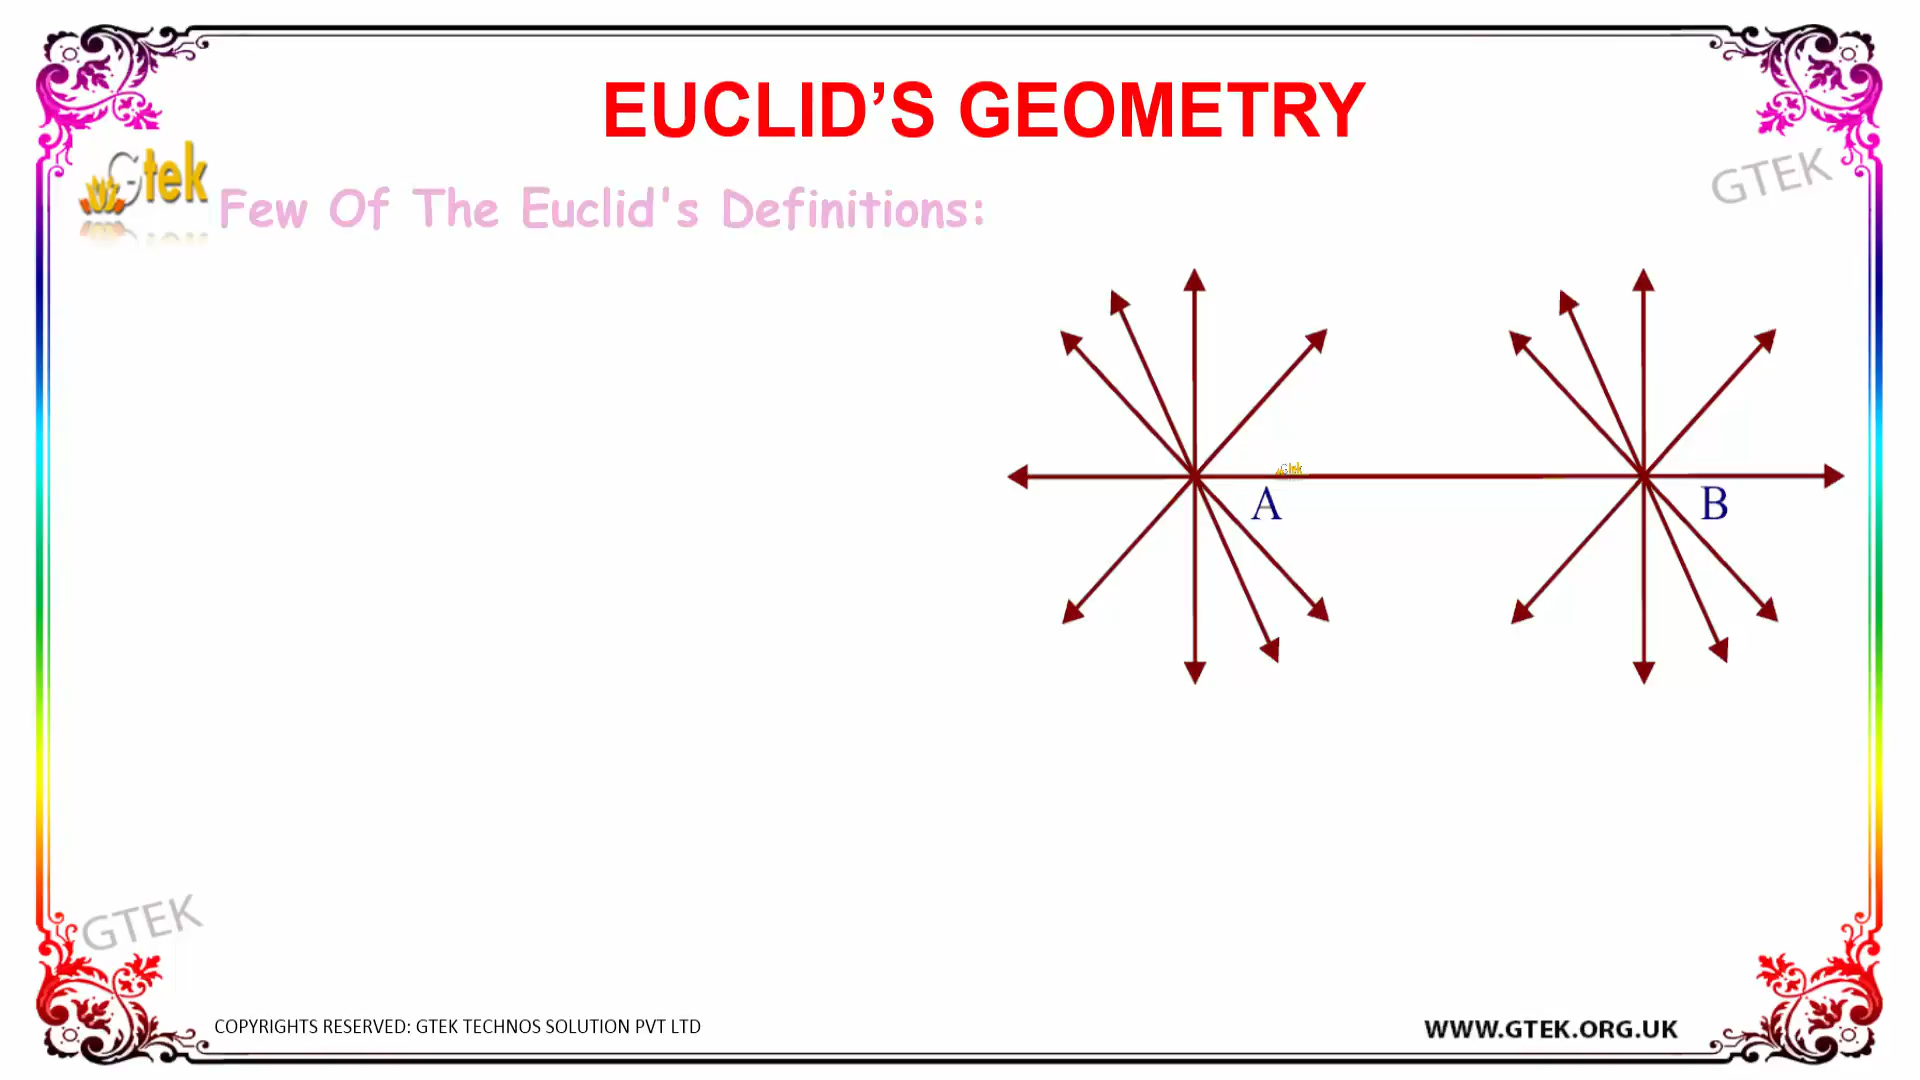 EUCLID’S GEOMETRY
Gtek
GTEK
Few Of The Euclid's Definitions:
Gtek
A
B
GTEK
COPYRIGHTS RESERVED: GTEK TECHNOS SOLUTION PVT LTD
WWW.GTEK.ORG.UK